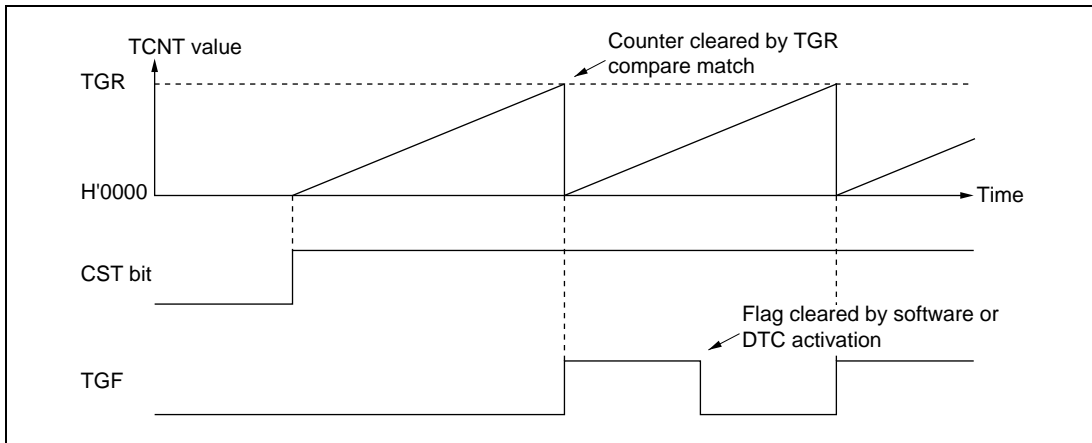 TCNT value
Counter cleared by TGR
compare match
TGR
H'0000
Time
CST bit
Flag cleared by software or
DTC activation
TGF